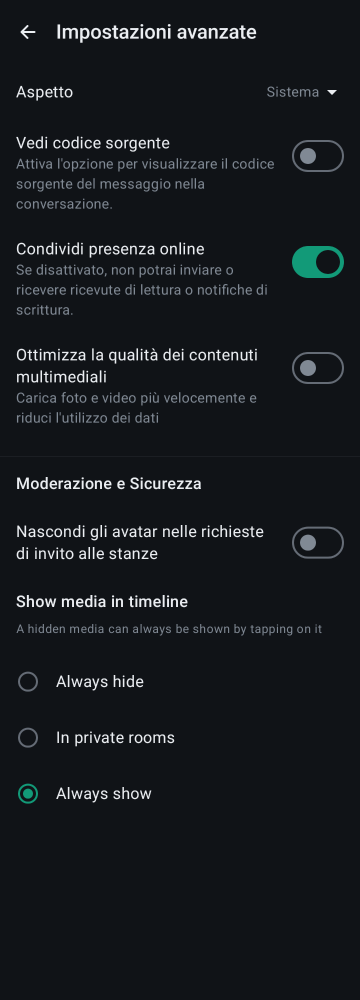 Impostazioni avanzate
Aspetto
Sistema
Vedi codice sorgente
Attiva l'opzione per visualizzare il codice
sorgente del messaggio nella
conversazione.
Condividi presenza online
Se disattivato, non potrai inviare o
ricevere ricevute di lettura o notifiche di
scrittura.
Ottimizza la qualità dei contenuti
multimediali
Carica foto e video più velocemente e
riduci l'utilizzo dei dati
Moderazione e Sicurezza
Nascondi gli avatar nelle richieste
di invito alle stanze
Show media in timeline
A hidden media can always be shown by tapping on it
Always hide
In private rooms
Always show